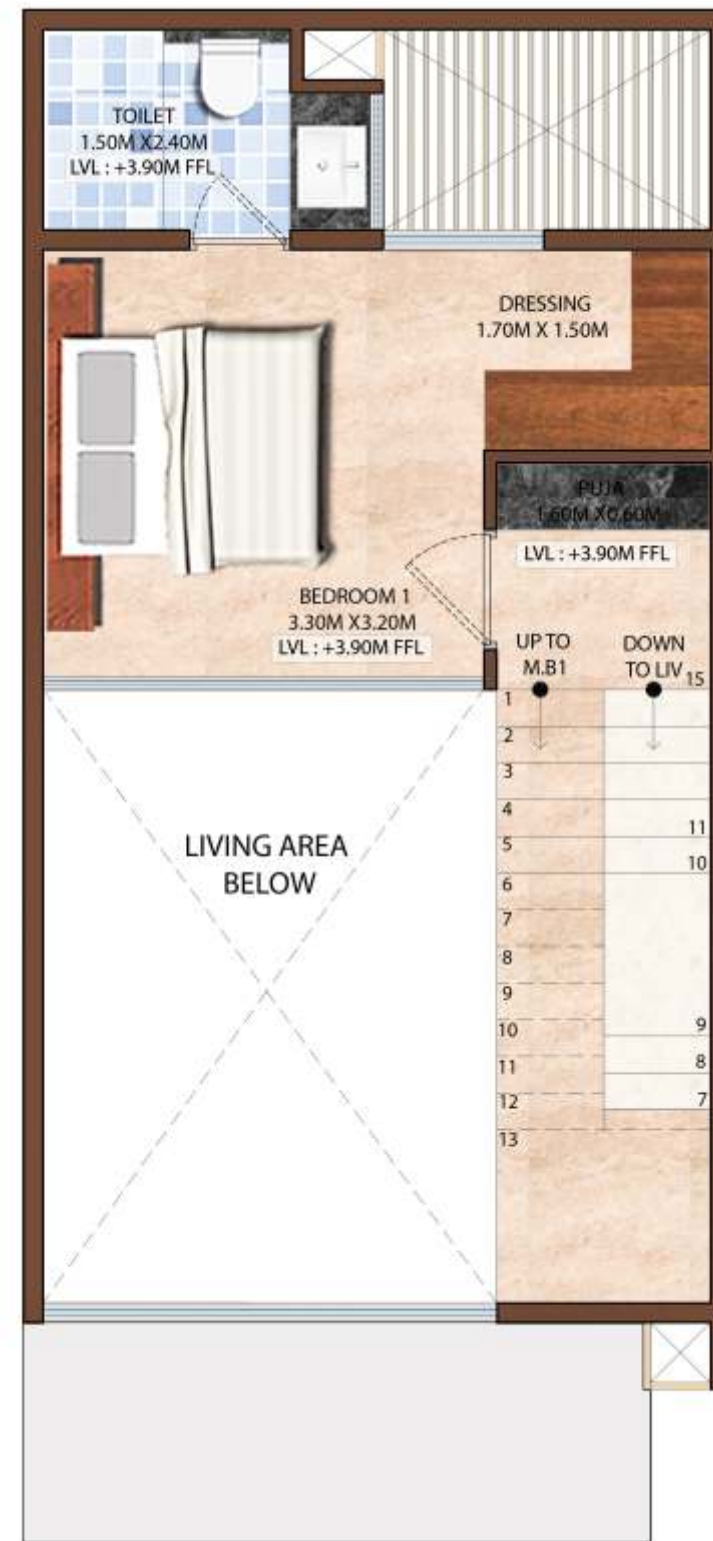 TOILET
1.50M X2.40M
LVL : +3.90M FFL
DRESSING
1.70M X 1.50M
PUJA
1.60M X0.60M
LVL : +3.90M FFL
BEDROOM 1
3.30M X3.20M
LVL : +3.90M FFL
UP TO
M.B1
DOWN
TO LIV
15
1
2
3
4
5
6
7
8
9
10
11
12
13
11
10
9
8
7
LIVING AREA
BELOW